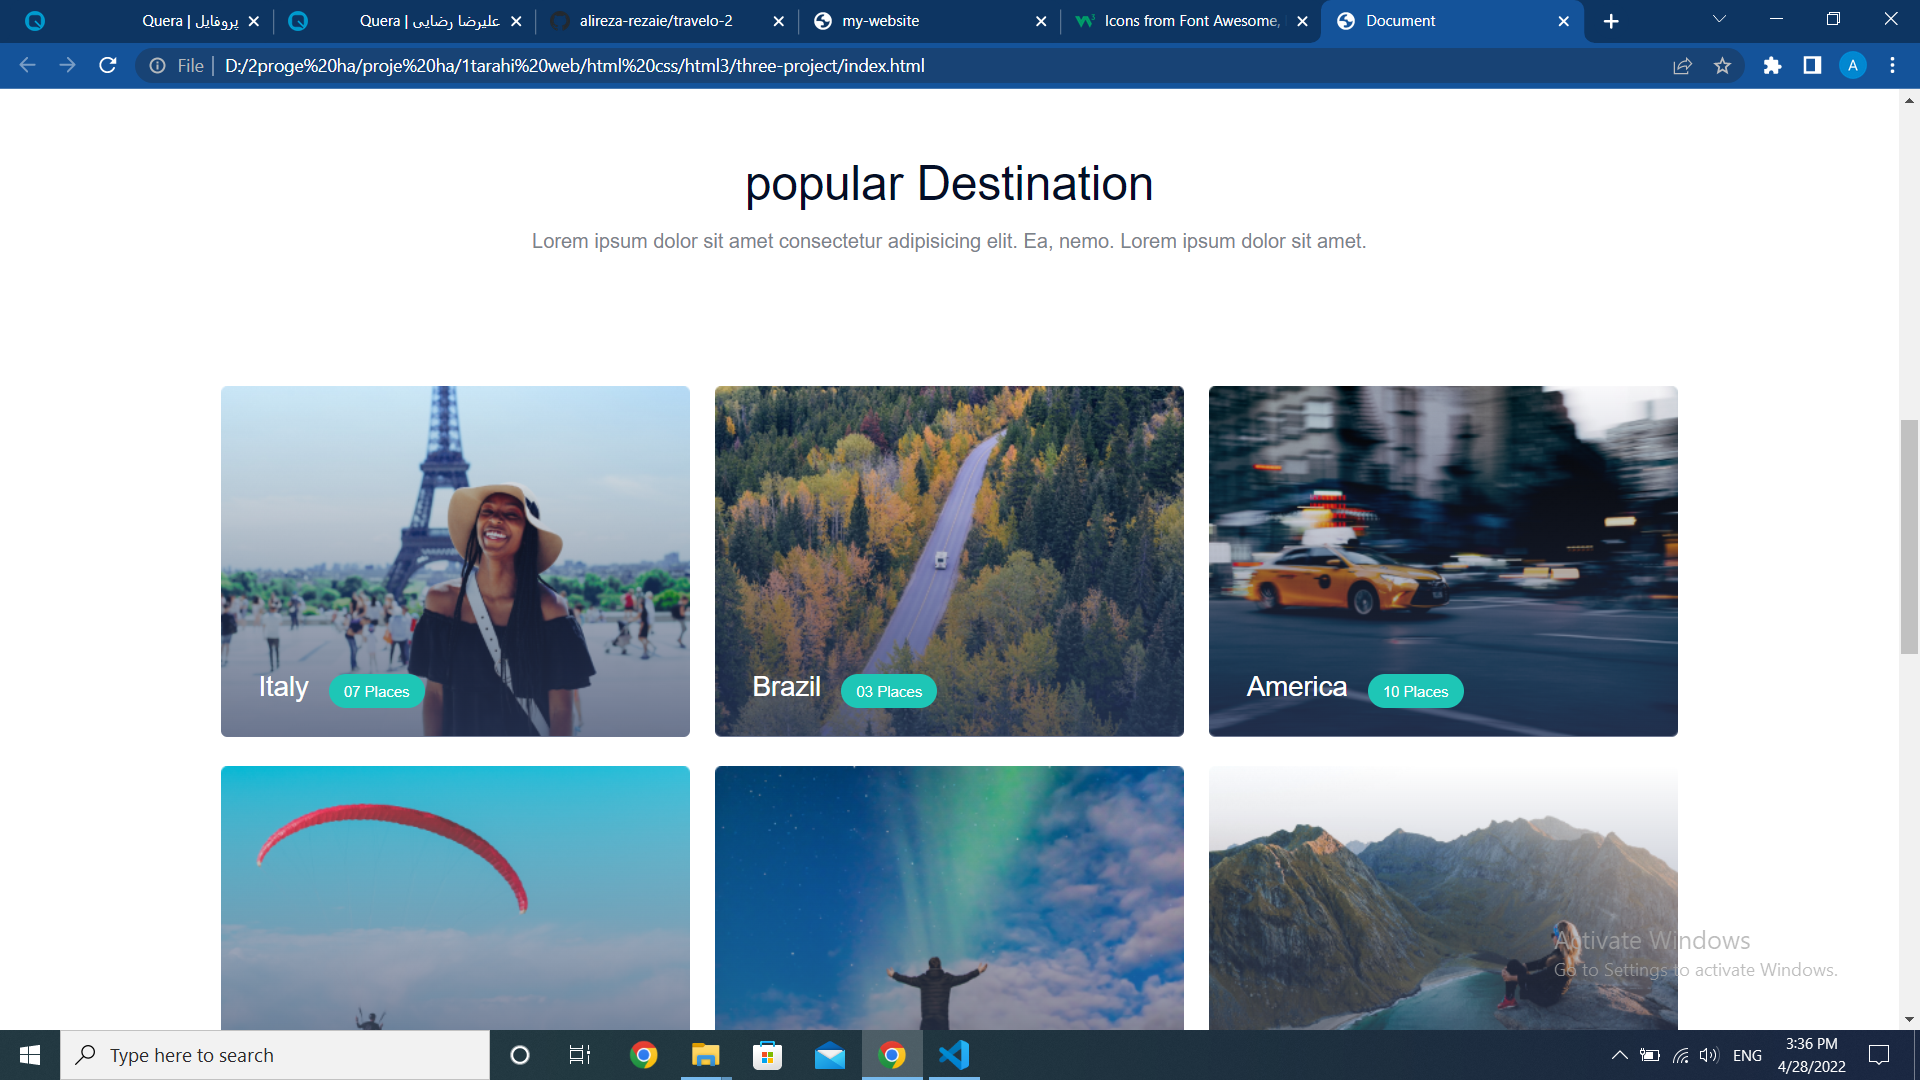 پروفایل | Quera
علیرضا رضایی | Quera
alireza-rezaie/travelo-2
my-website
Icons from Font Awesome,
Document
File | D:/2proge%20ha/proje%20ha/1tarahi%20web/html%20css/html3/three-project/index.html
A
popular Destination
Lorem ipsum dolor sit amet consectetur adipisicing elit. Ea, nemo. Lorem ipsum dolor sit amet.
Italy 07 Places
Brazil 03 Places
America 10 Places
Activate Windows
Go to Settings to activate Windows.
Type here to search
ENG
3:36 PM
4/28/2022